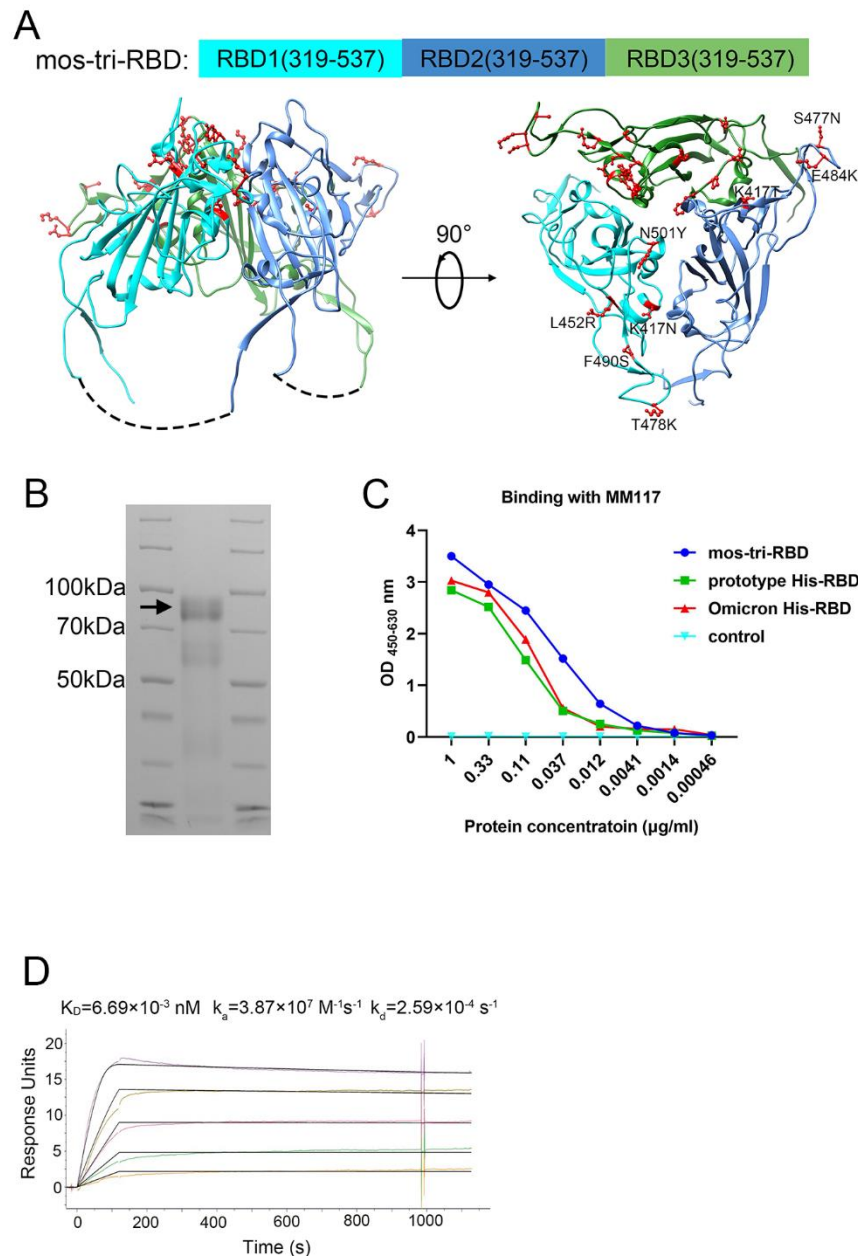 A
mos-tri-RBD: RBD1(319-537) RBD2(319-537) RBD3(319-537)
90°
S477N
E484K
K417T
N501Y
L452R
K417N
F490S
T478K
B
100kDa
70kDa
50kDa
C
Binding with MM117
OD 450-630 nm
4
3
2
1
0
1
0.33
0.11
0.037
0.012
0.0041
0.0014
0.00046
Protein concentratoin (µg/ml)
mos-tri-RBD
prototype His-RBD
Omicron His-RBD
control
D
K_D=6.69×10⁻³ nM k_a=3.87×10⁷ M⁻¹s⁻¹ k_d=2.59×10⁻⁴ s⁻¹
Response Units
20
15
10
5
0
0 200 400 600 800 1000
Time (s)